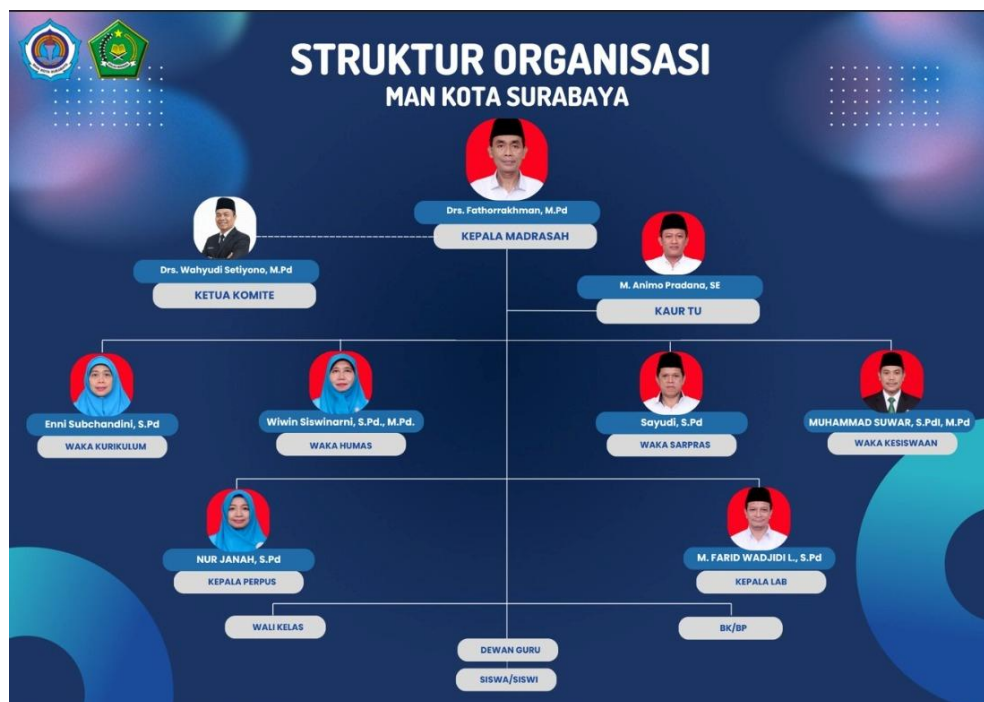 STRUKTUR ORGANISASI
MAN KOTA SURABAYA
Drs. Fathorrakhman, M.Pd
KEPALA MADRASAH
Drs. Wahyudi Setiyono, M.Pd
KETUA KOMITE
M. Animo Pradana, SE
KAUR TU
Enni Subchandini, S.Pd
WAKA KURIKULUM
Wiwin Siswinarni, S.Pd., M.Pd.
WAKA HUMAS
Sayudi, S.Pd
WAKA SARPRAS
MUHAMMAD SUWAR, S.PdI, M.Pd
WAKA KESISWAAN
NUR JANAH, S.Pd
KEPALA PERPUS
M. FARID WADJIDI L., S.Pd
KEPALA LAB
WALI KELAS
BK/BP
DEWAN GURU
SISWA/SISWI